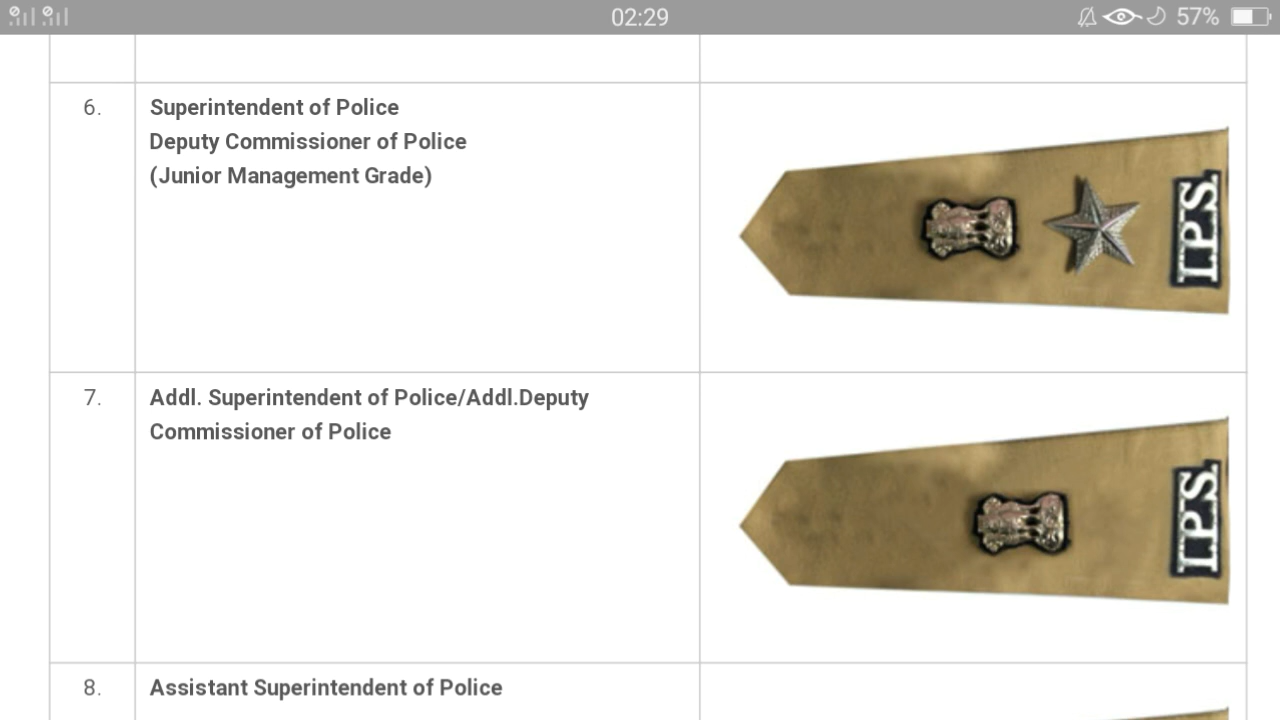 02:29
57%
6.
Superintendent of Police
Deputy Commissioner of Police
(Junior Management Grade)
I.P.S.
7.
Addl. Superintendent of Police/Addl.Deputy
Commissioner of Police
I.P.S.
8.
Assistant Superintendent of Police